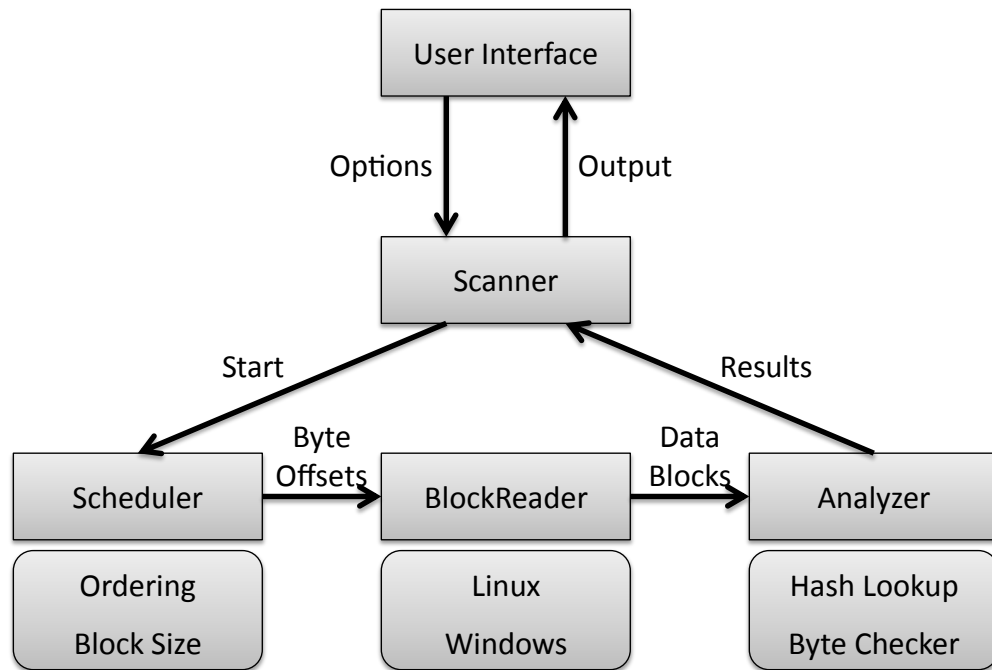 User Interface
Options
Output
Scanner
Start
Results
Byte
Offsets
Data
Blocks
Scheduler
BlockReader
Analyzer
Ordering
Block Size
Linux
Windows
Hash Lookup
Byte Checker